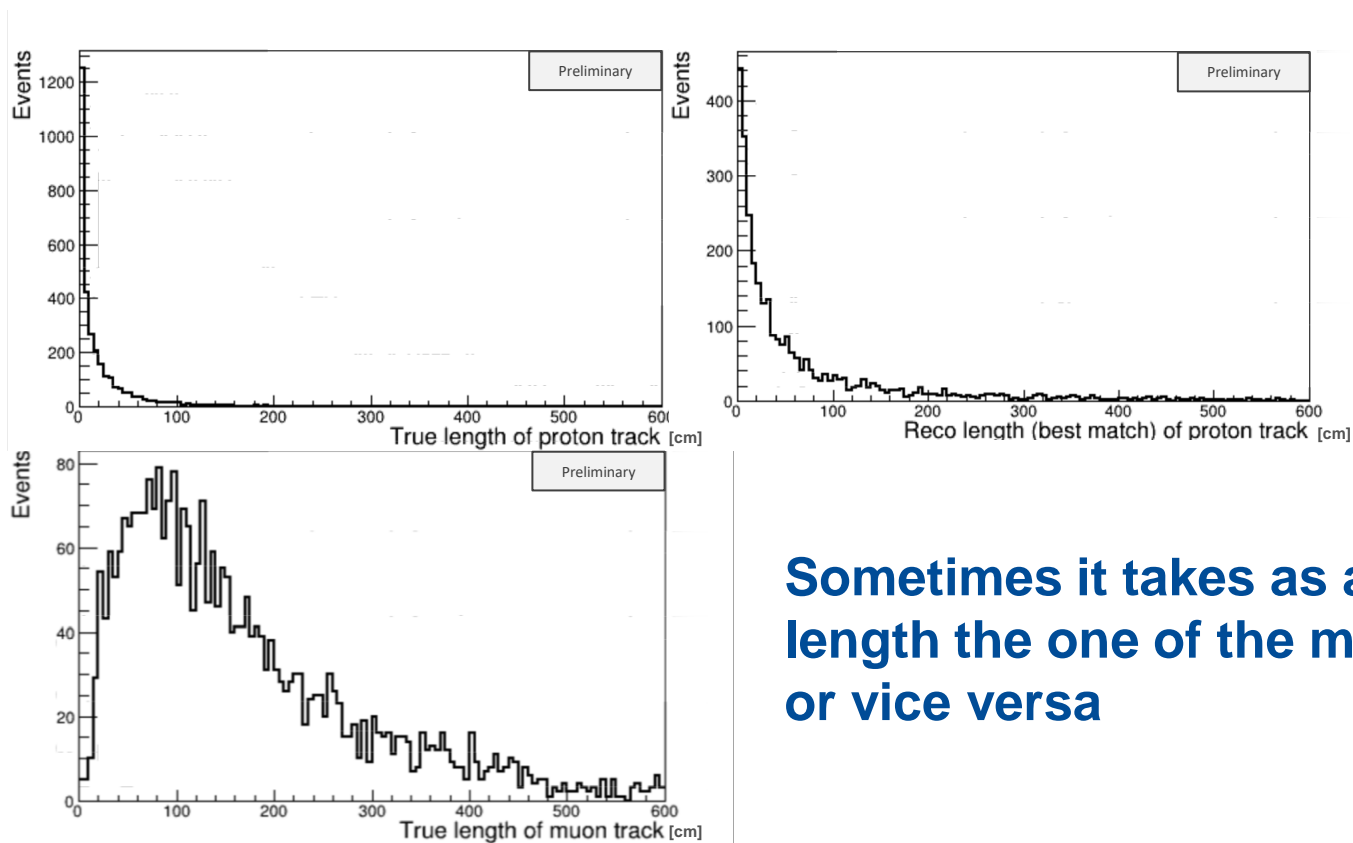 Events
Preliminary
1200
1000
800
600
400
200
0
0 100 200 300 400 500 60
True length of proton track [cm]
Events
Preliminary
400
300
200
100
0
0 100 200 300 400 500 600
Reco length (best match) of proton track [cm]
Events
Preliminary
80
60
40
20
0
0 100 200 300 400 500 600
True length of muon track [cm]
Sometimes it takes as a
length the one of the m
or vice versa